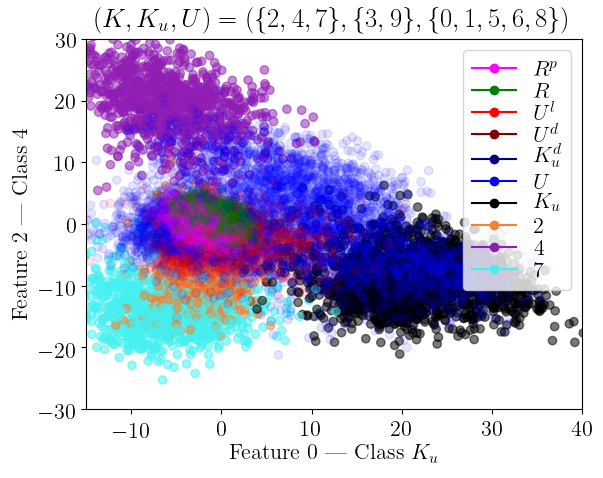 (K, K_u, U) = ({2, 4, 7}, {3, 9}, {0, 1, 5, 6, 8})
30
20
10
0
−10
−20
−30
Feature 2 — Class 4
R^p
R
U^l
U^d
K_u^d
U
K_u
2
4
7
−10 0 10 20 30 40
Feature 0 — Class K_u